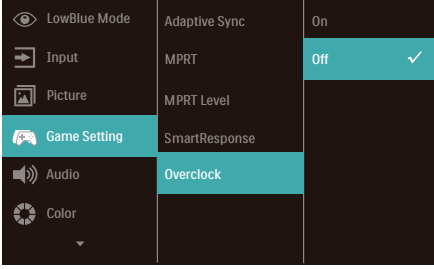 LowBlue Mode
Input
Picture
Game Setting
Audio
Color
Adaptive Sync
MPRT
MPRT Level
SmartResponse
Overclock
On
Off